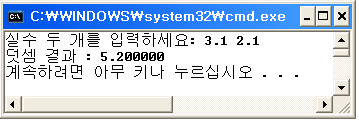 C:₩WINDOWS₩system32₩cmd.exe
실수 두 개를 입력하세요: 3.1 2.1
덧셈 결과 : 5.200000
계속하려면 아무 키나 누르십시오 . . .